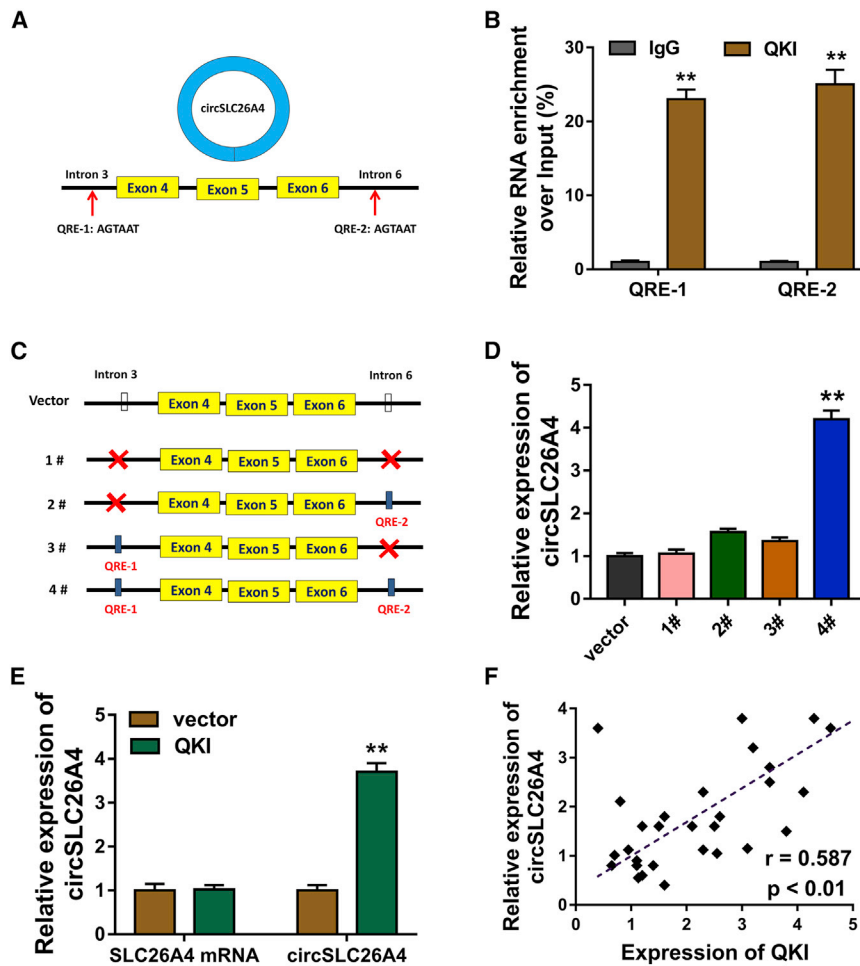 A
circSLC26A4
Intron 3
Intron 6
Exon 4
Exon 5
Exon 6
QRE-1: AGTAAT
QRE-2: AGTAAT
B
IgG
QKI
Relative RNA enrichment
over Input (%)
30
20
10
0
**
**
QRE-1
QRE-2
C
Intron 3
Intron 6
Vector
Exon 4
Exon 5
Exon 6
1 #
Exon 4
Exon 5
Exon 6
2 #
Exon 4
Exon 5
Exon 6
QRE-2
3 #
Exon 4
Exon 5
Exon 6
QRE-1
4 #
Exon 4
Exon 5
Exon 6
QRE-1
QRE-2
D
Relative expression of
circSLC26A4
5
4
3
2
1
0
**
vector
1#
2#
3#
4#
E
Relative expression of
circSLC26A4
5
4
3
2
1
0
vector
QKI
**
SLC26A4 mRNA
circSLC26A4
F
Relative expression of
circSLC26A4
4
3
2
1
0
r = 0.587
p < 0.01
0
1
2
3
4
5
Expression of QKI